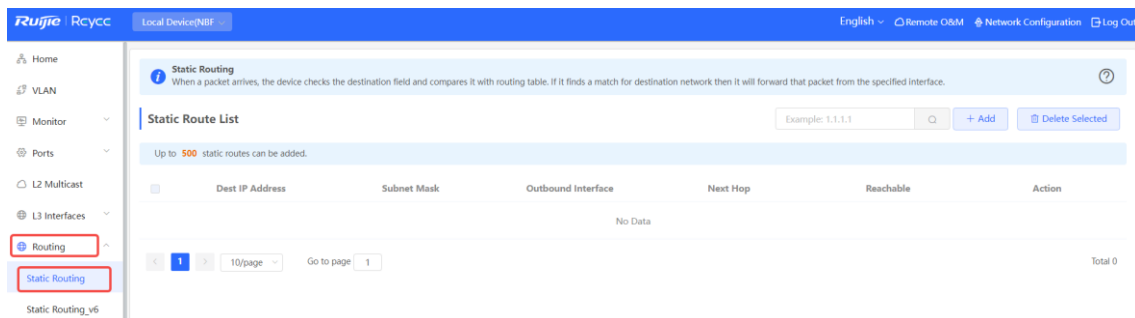 Ruijie | Rcycc Local Device(NBF English Remote O&M Network Configuration Log Out
Home
VLAN
Monitor
Ports
L2 Multicast
L3 Interfaces
Routing
Static Routing
Static Routing_v6
Static Routing
When a packet arrives, the device checks the destination field and compares it with routing table. If it finds a match for destination network then it will forward that packet from the specified interface.
Static Route List Example: 1.1.1.1 + Add Delete Selected
Up to 500 static routes can be added.
Dest IP Address Subnet Mask Outbound Interface Next Hop Reachable Action
No Data
< 1 > 10/page Go to page 1 Total 0